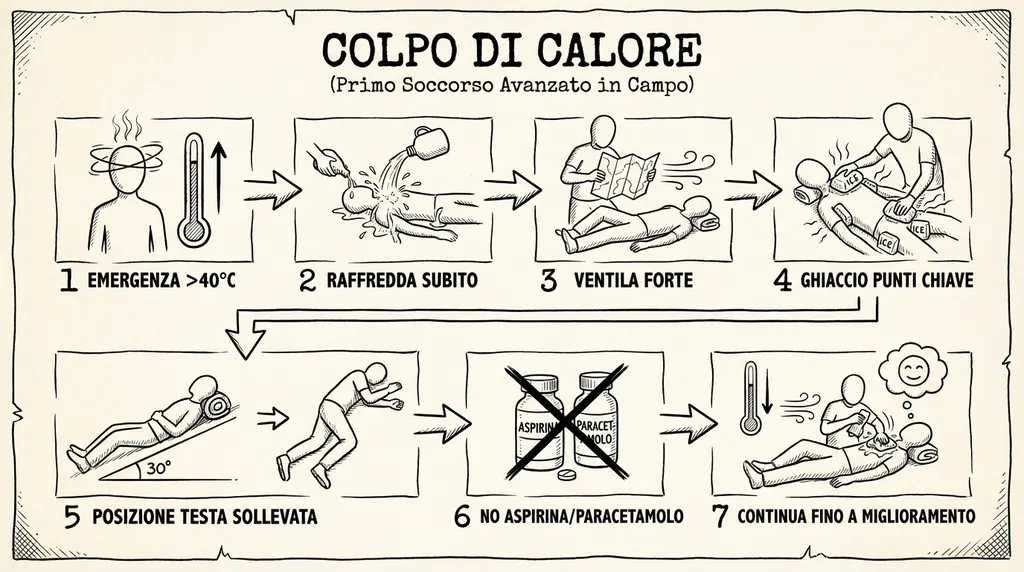 COLPO DI CALORE
(Primo Soccorso Avanzato in Campo)
ICE
ICE
ICE
1 EMERGENZA >40°C
2 RAFFREDDA SUBITO
3 VENTILA FORTE
4 GHIACCIO PUNTI CHIAVE
30°
ASPIRINA
PARACET-
MOLO
5 POSIZIONE TESTA SOLLEVATA
6 NO ASPIRINA/PARACETAMOLO
7 CONTINUA FINO A MIGLIORAMENTO